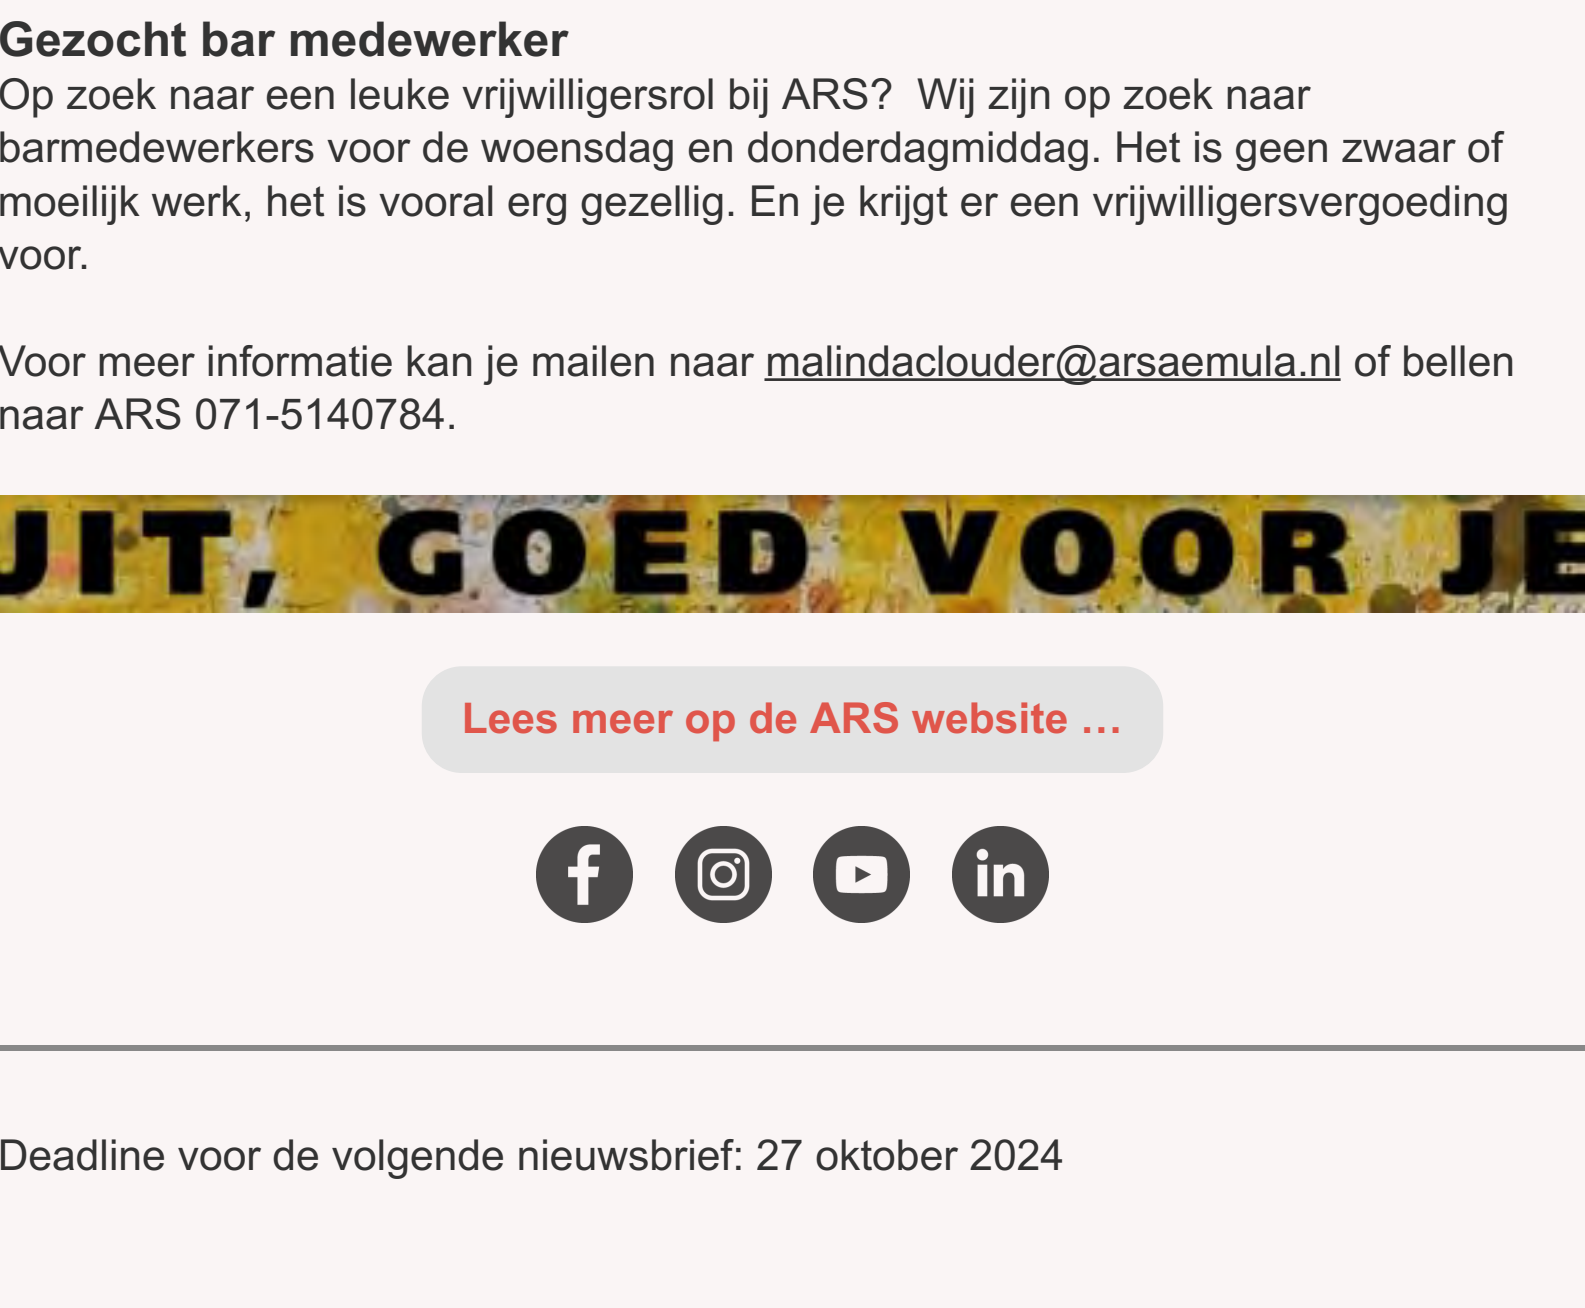 Gezocht bar medewerker
Op zoek naar een leuke vrijwilligersrol bij ARS?  Wij zijn op zoek naar
barmedewerkers voor de woensdag en donderdagmiddag. Het is geen zwaar of
moeilijk werk, het is vooral erg gezellig. En je krijgt er een vrijwilligersvergoeding
voor.
Voor meer informatie kan je mailen naar malindaclouder@arsaemula.nl of bellen
naar ARS 071-5140784.
UIT, GOED VOOR JE
Lees meer op de ARS website …
Deadline voor de volgende nieuwsbrief: 27 oktober 2024